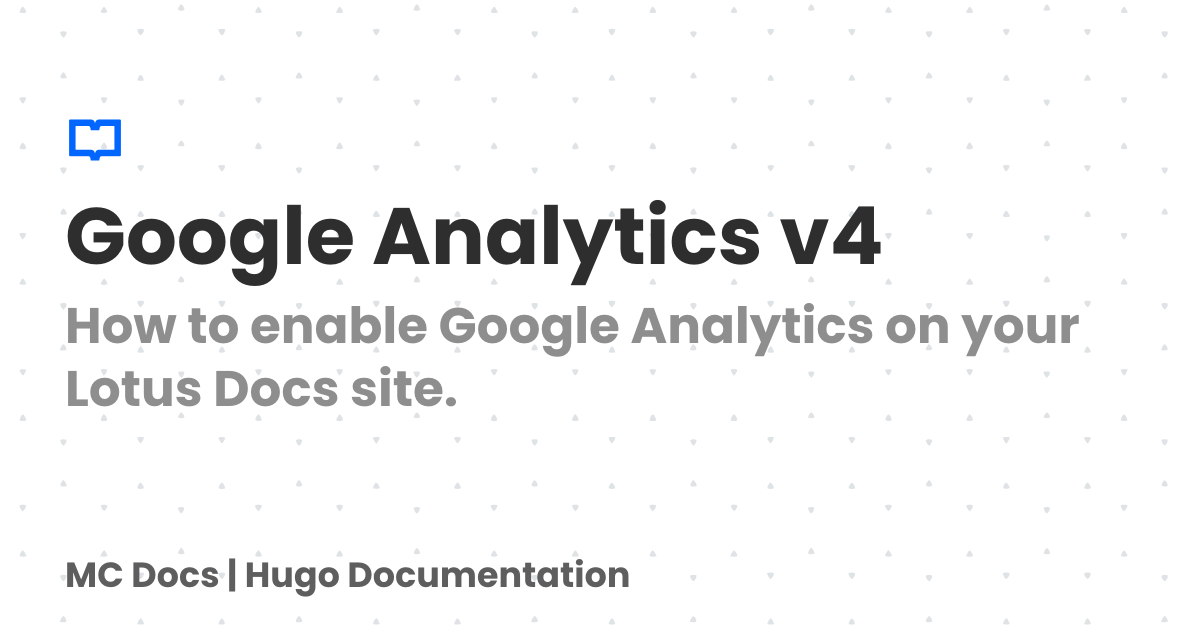 Google Analytics v4
How to enable Google Analytics on your
Lotus Docs site.
MC Docs | Hugo Documentation